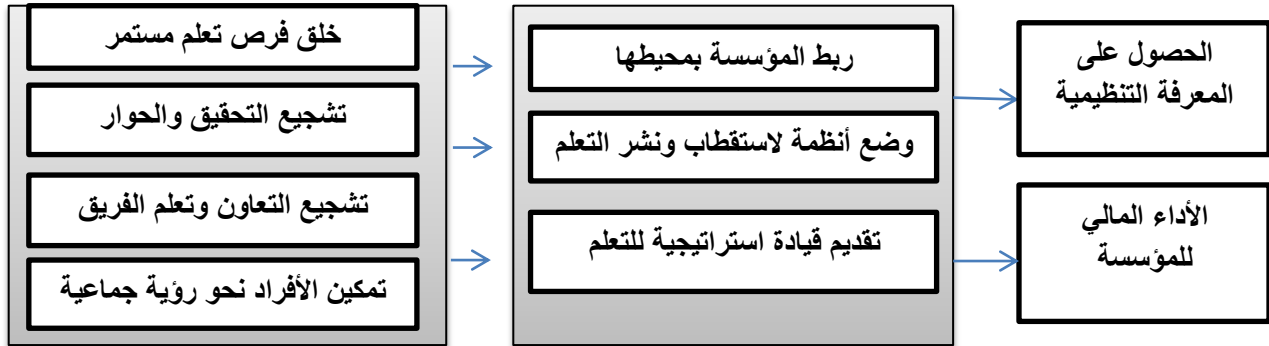 خلق فرص تعلم مستمر
تشجيع التحقيق والحوار
تشجيع التعاون وتعلم الفريق
تمكين الأفراد نحو رؤية جماعية
ربط المؤسسة بمحيطها
وضع أنظمة لاستقطاب ونشر التعلم
تقديم قيادة استراتيجية للتعلم
الحصول على
المعرفة التنظيمية
الأداء المالي
للمؤسسة